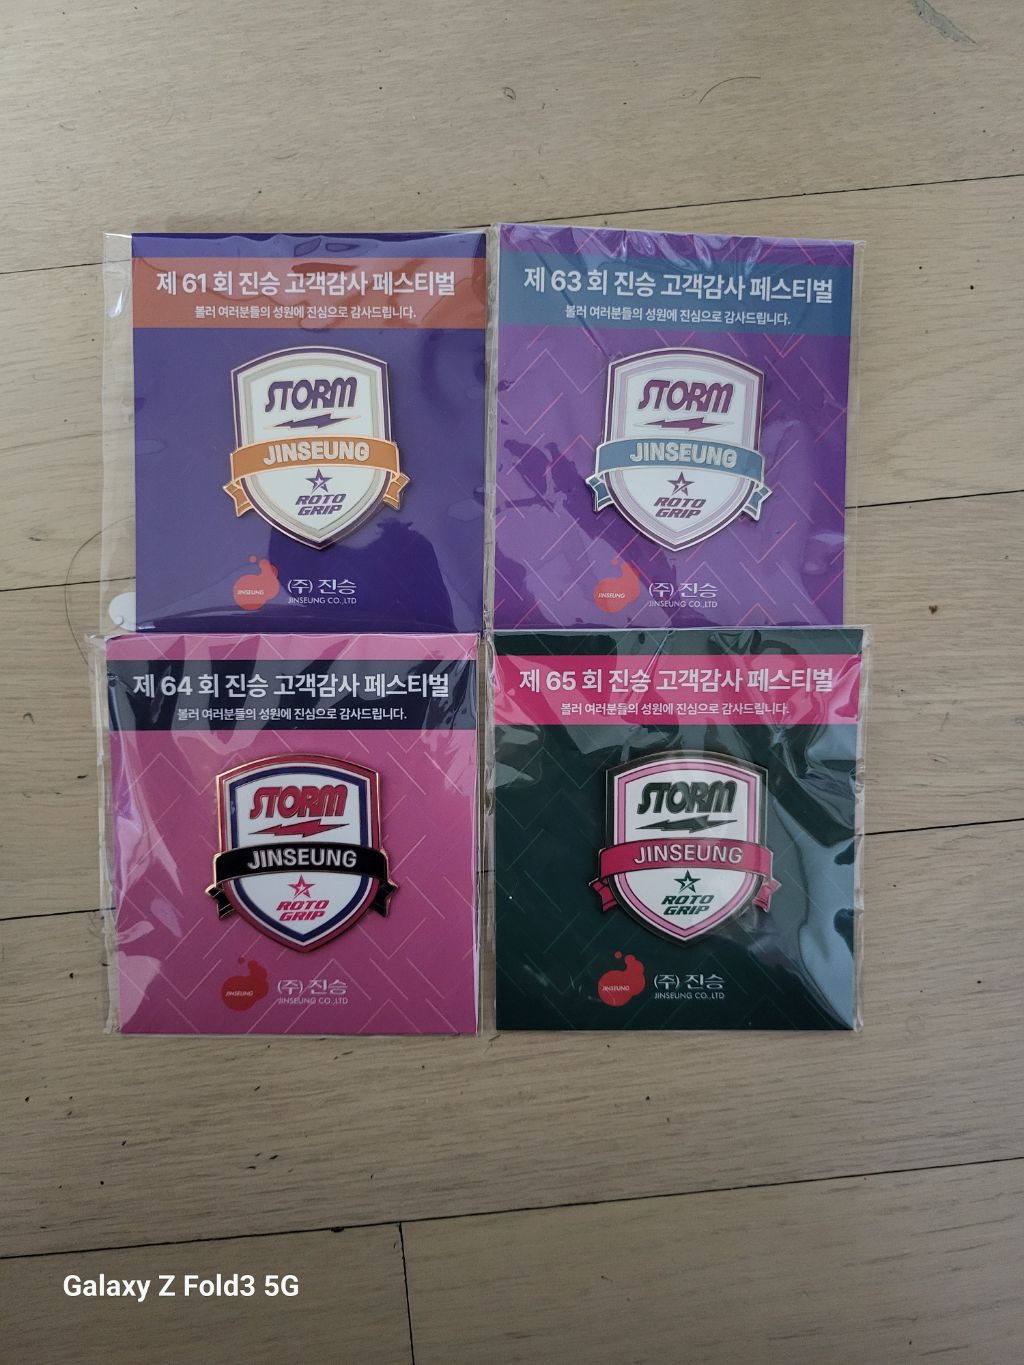 제 61 회 진승 고객감사 페스티벌
볼러 여러분들의 성원에 진심으로 감사드립니다.
STORM
JINSEUNG
ROTO
GRIP
JINSEUNG
(주) 진승
JINSEUNG CO.,LTD
제 63 회 진승 고객감사 페스티벌
볼러 여러분들의 성원에 진심으로 감사드립니다.
STORM
JINSEUNG
ROTO
GRIP
JINSEUNG
(주) 진승
JINSEUNG CO.,LTD
제 64 회 진승 고객감사 페스티벌
볼러 여러분들의 성원에 진심으로 감사드립니다.
STORM
JINSEUNG
ROTO
GRIP
JINSEUNG
(주) 진승
JINSEUNG CO.,LTD
제 65 회 진승 고객감사 페스티벌
볼러 여러분들의 성원에 진심으로 감사드립니다.
STORM
JINSEUNG
ROTO
GRIP
JINSEUNG
(주) 진승
JINSEUNG CO.,LTD
Galaxy Z Fold3 5G